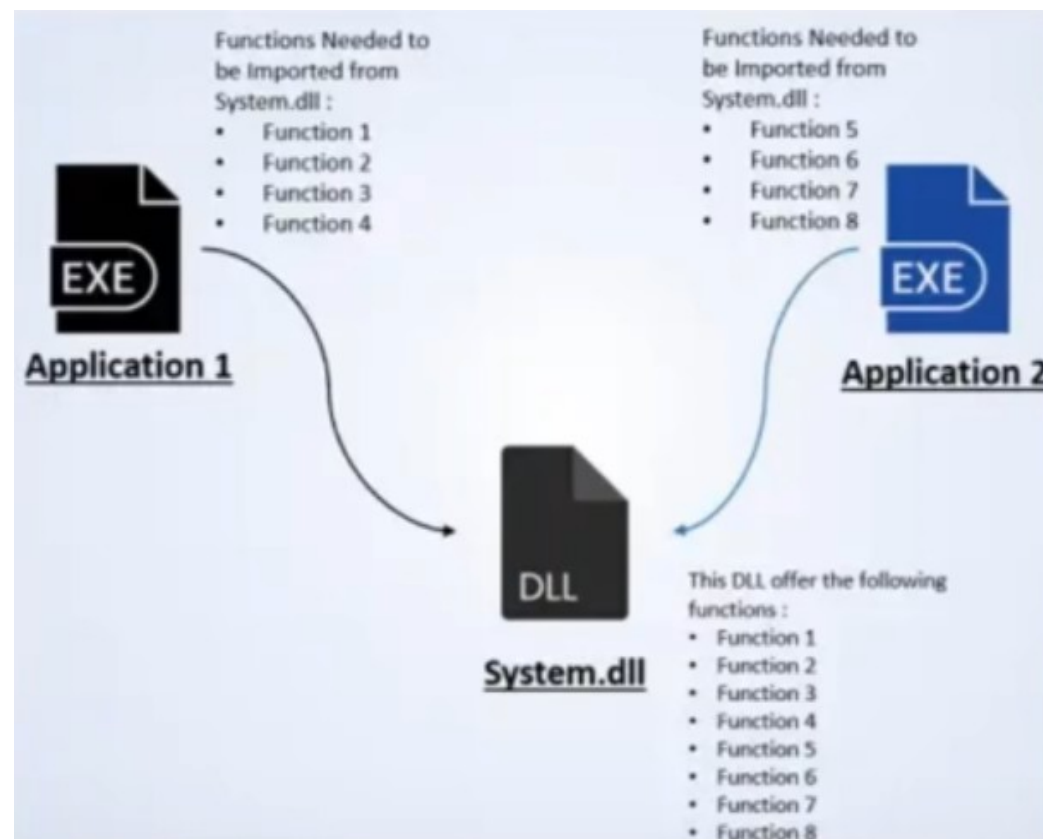 Functions Needed to
be Imported from
System.dll :
• Function 1
• Function 2
• Function 3
• Function 4
EXE
Application 1
Functions Needed to
be Imported from
System.dll :
• Function 5
• Function 6
• Function 7
• Function 8
EXE
Application 2
DLL
System.dll
This DLL offer the following
functions :
• Function 1
• Function 2
• Function 3
• Function 4
• Function 5
• Function 6
• Function 7
• Function 8